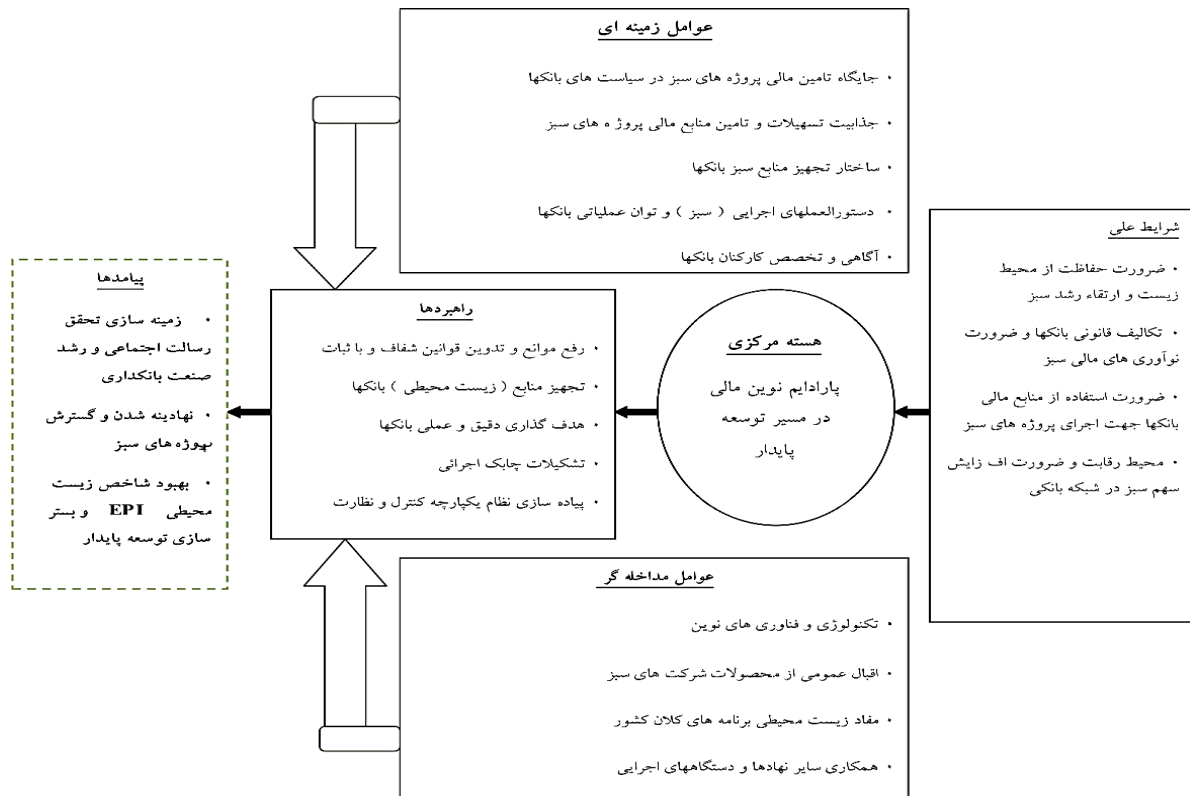 عوامل زمینه ای
• جایگاه تامین مالی پروژه های سبز در سیاست های بانکها
• جذابیت تسهیلات و تامین منابع مالی پروژ ه های سبز
• ساختار تجهیز منابع سبز بانکها
• دستورالعملهای اجرایی ( سبز ) و توان عملیاتی بانکها
• آگاهی و تخصص کارکنان بانکها
شرایط علی
• ضرورت حفاظت از محیط
زیست و ارتقاء رشد سبز
• تکالیف قانونی بانکها و ضرورت
نوآوری های مالی سبز
• ضرورت استفاده از منابع مالی
بانکها جهت اجرای پروژه های سبز
• محیط رقابت و ضرورت اف زایش
سهم سبز در شبکه بانکی
هسته مرکزی
پارادایم نوین مالی
در مسیر توسعه
پایدار
راهبردها
• رفع موانع و تدوین قوانین شفاف و با ثبات
• تجهیز منابع ( زیست محیطی ) بانکها
• هدف گذاری دقیق و عملی بانکها
• تشکیلات چابک اجرائی
• پیاده سازی نظام یکپارچه کنترل و نظارت
پیامدها
• زمینه سازی تحقق
رسالت اجتماعی و رشد
صنعت بانکداری
• نهادینه شدن و گسترش
های سبز
• بهبود شاخص زیست
محیطی EPI و بستر
سازی توسعه پایدار
عوامل مداخله گر
• تکنولوژی و فناوری های نوین
• اقبال عمومی از محصولات شرکت های سبز
• مفاد زیست محیطی برنامه های کلان کشور
• همکاری سایر نهادها و دستگاههای اجرایی